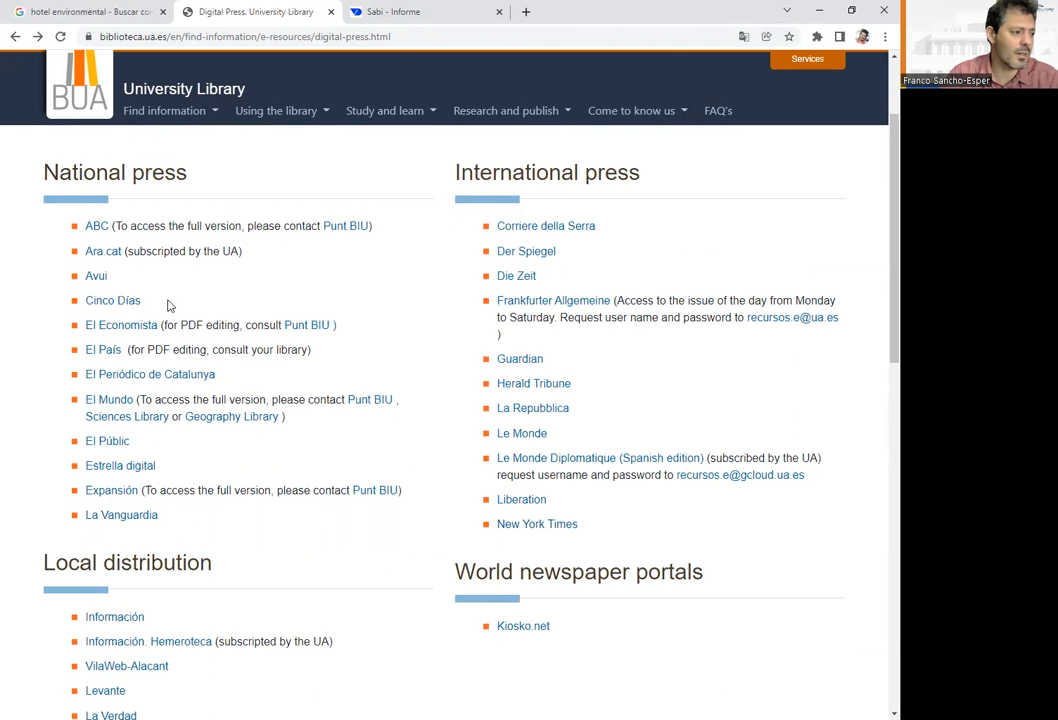 hotel environmental - Buscar con
Digital Press. University Library
Sabi - Informe
biblioteca.ua.es/en/find-information/e-resources/digital-press.html
Franco Sancho-Esper
Services
BUA
University Library
Find information
Using the library
Study and learn
Research and publish
Come to know us
FAQ's
National press
ABC (To access the full version, please contact Punt BIU)
Ara.cat (subscripted by the UA)
Avui
Cinco Días
El Economista (for PDF editing, consult Punt BIU )
El País (for PDF editing, consult your library)
El Periódico de Catalunya
El Mundo (To access the full version, please contact Punt BIU ,
Sciences Library or Geography Library )
El Públic
Estrella digital
Expansión (To access the full version, please contact Punt BIU)
La Vanguardia
Local distribution
Información
Información. Hemeroteca (subscripted by the UA)
VilaWeb-Alacant
Levante
La Verdad
International press
Corriere della Serra
Der Spiegel
Die Zeit
Frankfurter Allgemeine (Access to the issue of the day from Monday
to Saturday. Request user name and password to recursos.e@ua.es
)
Guardian
Herald Tribune
La Repubblica
Le Monde
Le Monde Diplomatique (Spanish edition) (subscribed by the UA)
request username and password to recursos.e@gcloud.ua.es
Liberation
New York Times
World newspaper portals
Kiosko.net